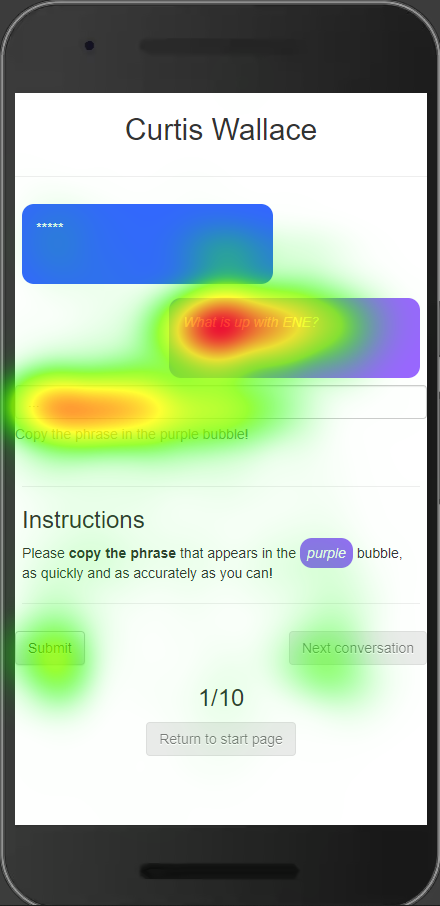 Curtis Wallace
*****
What is up with ENE?
Copy the phrase in the purple bubble!
Instructions
Please copy the phrase that appears in the purple bubble,
as quickly and as accurately as you can!
Submit Next conversation
1/10
Return to start page